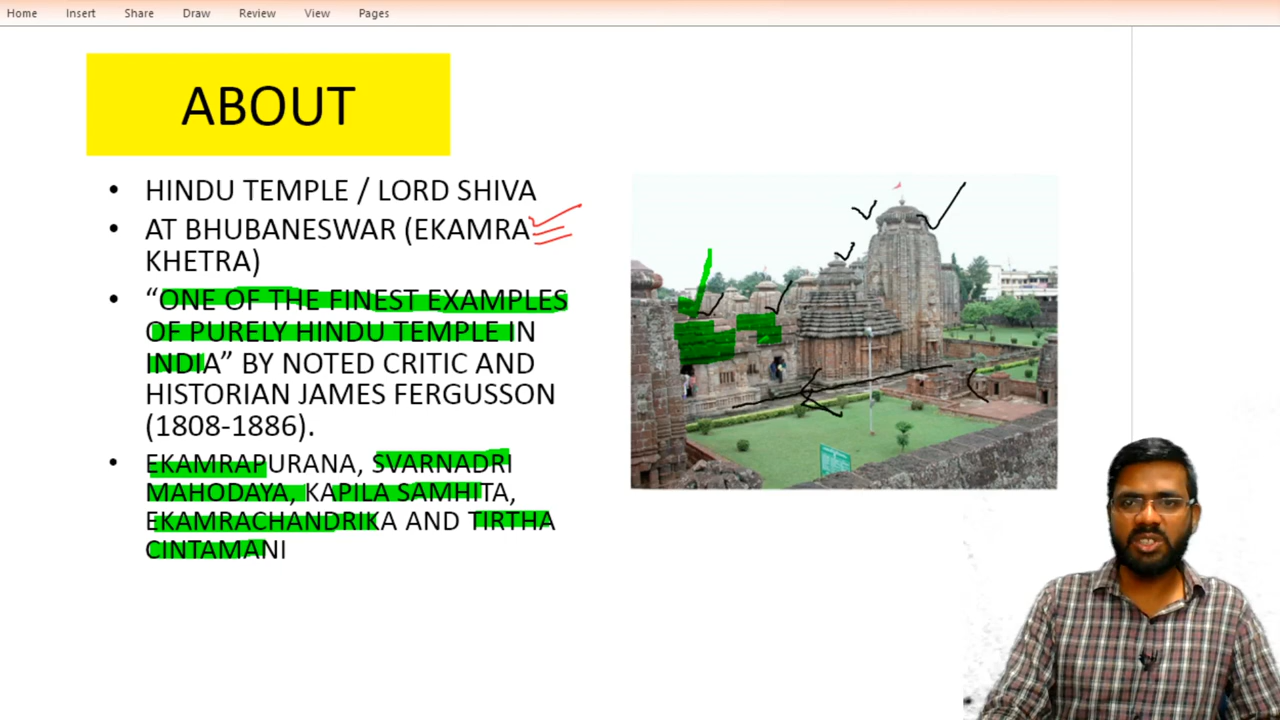 Home Insert Share Draw Review View Pages
ABOUT
• HINDU TEMPLE / LORD SHIVA
• AT BHUBANESWAR (EKAMRA
KHETRA)
• “ONE OF THE FINEST EXAMPLES
OF PURELY HINDU TEMPLE IN
INDIA” BY NOTED CRITIC AND
HISTORIAN JAMES FERGUSSON
(1808-1886).
• EKAMRAPURANA, SVARNADRI
MAHODAYA, KAPILA SAMHITA,
EKAMRACHANDRIKA AND TIRTHA
CINTAMANI